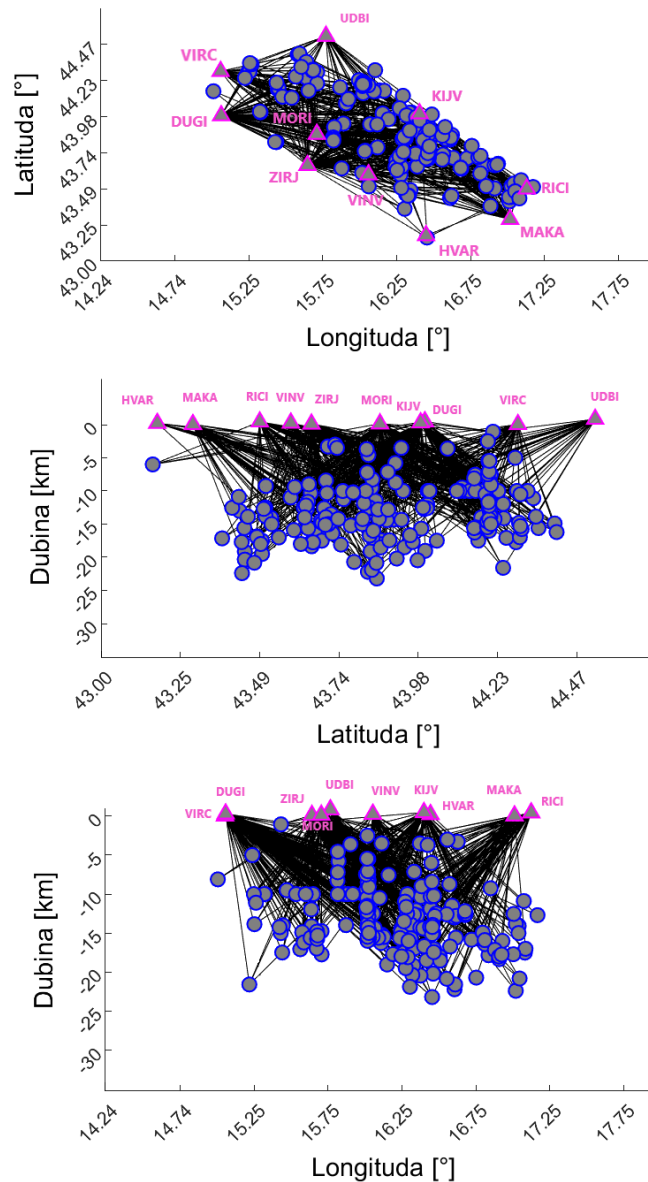 UDBI
44.47
VIRC
44.23
KIJV
43.98
DUGI
MORI
43.74
ZIRJ
43.49
VINV
RICI
43.25
MAKA
HVAR
43.00
Latituda [°]
14.24 14.74 15.25 15.75 16.25 16.75 17.25 17.75
Longituda [°]
HVAR MAKA RICI VINV ZIRJ MORI KIJV DUGI VIRC UDBI
0
-5
-10
-15
-20
-25
-30
Dubina [km]
43.00 43.25 43.49 43.74 43.98 44.23 44.47
Latituda [°]
DUGI ZIRJ UDBI VINV KIJV MAKA RICI
VIRC MORI HVAR
0
-5
-10
-15
-20
-25
-30
Dubina [km]
14.24 14.74 15.25 15.75 16.25 16.75 17.25 17.75
Longituda [°]